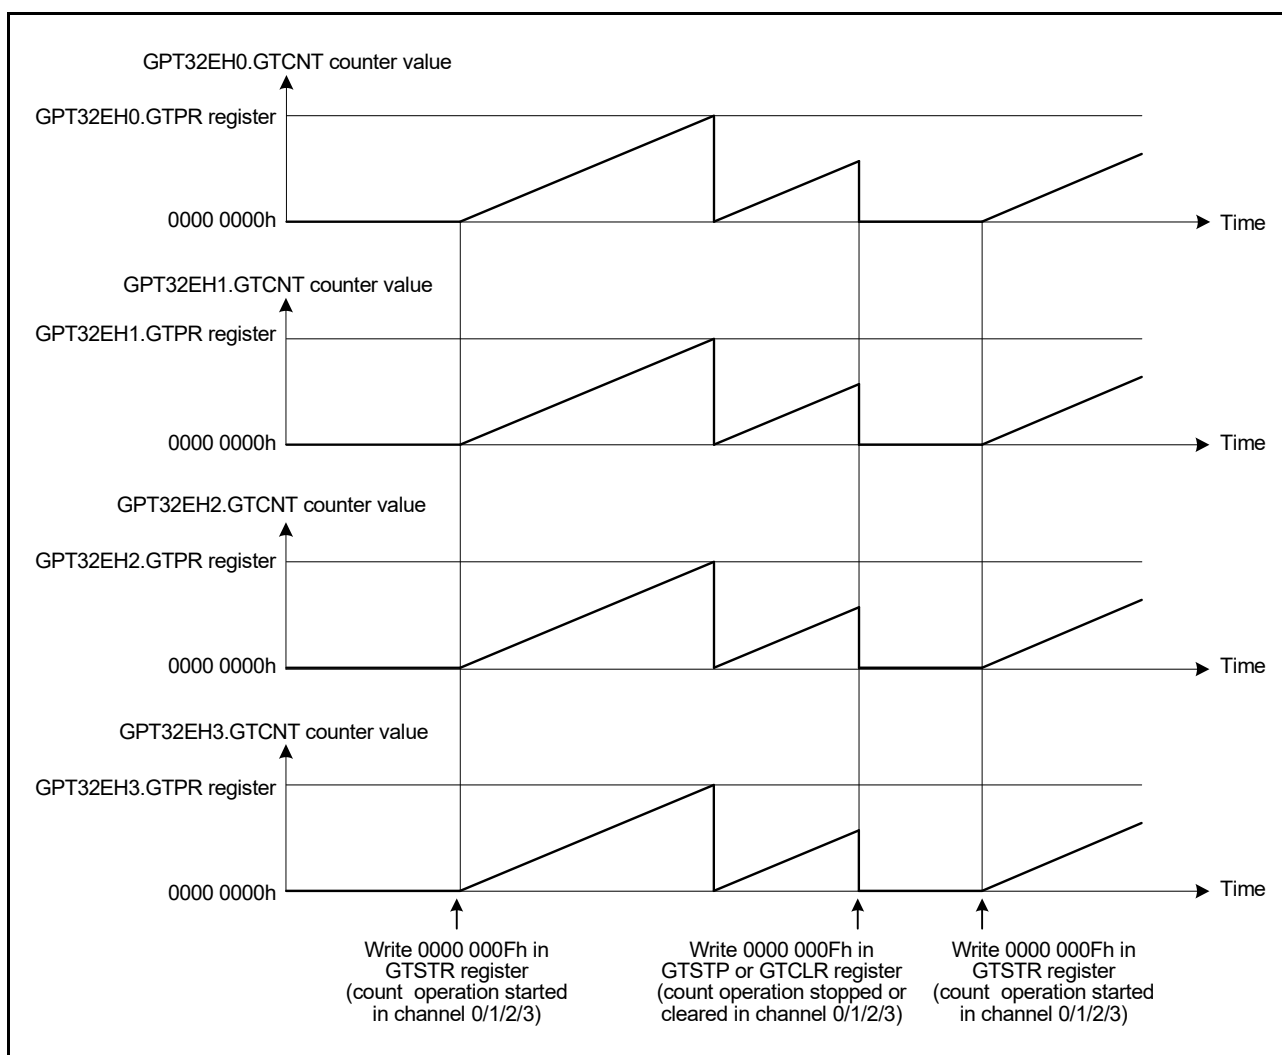 GPT32EH0.GTCNT counter value
GPT32EH0.GTPR register
0000 0000h
Time
GPT32EH1.GTCNT counter value
GPT32EH1.GTPR register
0000 0000h
Time
GPT32EH2.GTCNT counter value
GPT32EH2.GTPR register
0000 0000h
Time
GPT32EH3.GTCNT counter value
GPT32EH3.GTPR register
0000 0000h
Time
Write 0000 000Fh in
GTSTR register
(count operation started
in channel 0/1/2/3)
Write 0000 000Fh in
GTSTP or GTCLR register
(count operation stopped or
cleared in channel 0/1/2/3)
Write 0000 000Fh in
GTSTR register
(count operation started
in channel 0/1/2/3)